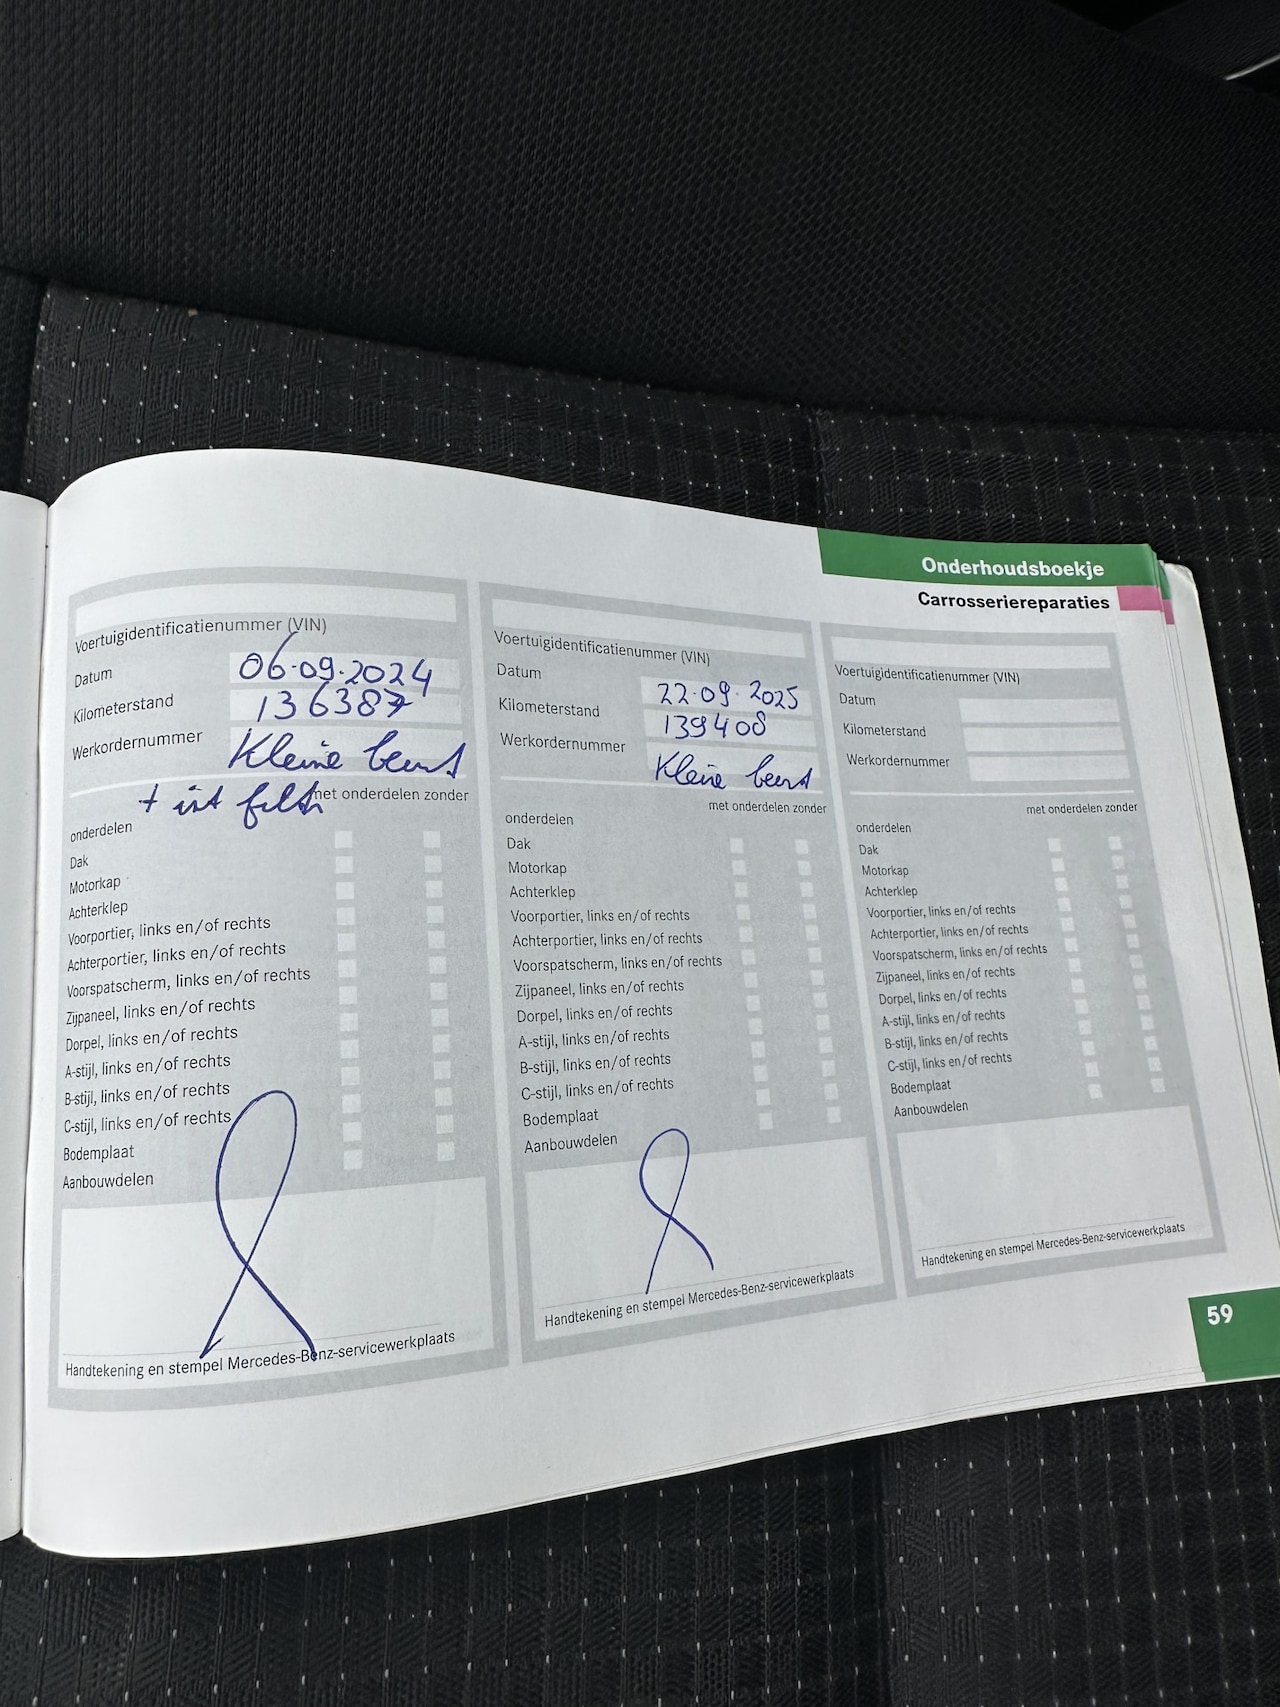 Onderhoudsboekje
Carrosseriereparaties
Voertuigidentificatienummer (VIN)
Datum 06-09-2024
Kilometerstand 136387
Werkordernummer Kleine beurt
+ int filtr
met onderdelen zonder
onderdelen
Dak
Motorkap
Achterklep
Voorportier, links en/of rechts
Achterportier, links en/of rechts
Voorspatscherm, links en/of rechts
Zijpaneel, links en/of rechts
Dorpel, links en/of rechts
A-stijl, links en/of rechts
B-stijl, links en/of rechts
C-stijl, links en/of rechts
Bodemplaat
Aanbouwdelen
Handtekening en stempel Mercedes-Benz-servicewerkplaats
Voertuigidentificatienummer (VIN)
Datum 22-09-2025
Kilometerstand 139408
Werkordernummer Kleine beurt
met onderdelen zonder
onderdelen
Dak
Motorkap
Achterklep
Voorportier, links en/of rechts
Achterportier, links en/of rechts
Voorspatscherm, links en/of rechts
Zijpaneel, links en/of rechts
Dorpel, links en/of rechts
A-stijl, links en/of rechts
B-stijl, links en/of rechts
C-stijl, links en/of rechts
Bodemplaat
Aanbouwdelen
Handtekening en stempel Mercedes-Benz-servicewerkplaats
Voertuigidentificatienummer (VIN)
Datum
Kilometerstand
Werkordernummer
met onderdelen zonder
onderdelen
Dak
Motorkap
Achterklep
Voorportier, links en/of rechts
Achterportier, links en/of rechts
Voorspatscherm, links en/of rechts
Zijpaneel, links en/of rechts
Dorpel, links en/of rechts
A-stijl, links en/of rechts
B-stijl, links en/of rechts
C-stijl, links en/of rechts
Bodemplaat
Aanbouwdelen
Handtekening en stempel Mercedes-Benz-servicewerkplaats
59